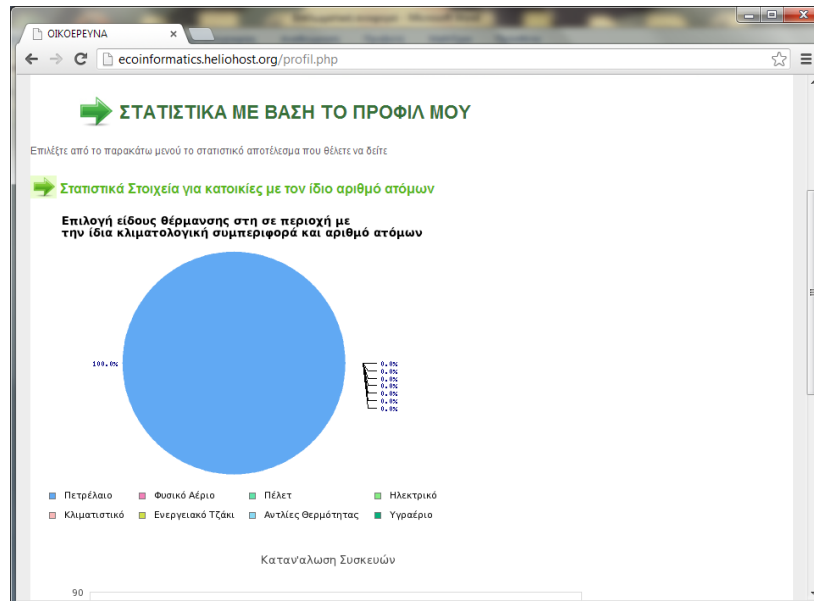 ΟΙΚΟΕΡΕΥΝΑ
ecoinformatics.heliohost.org/profil.php
ΣΤΑΤΙΣΤΙΚΑ ΜΕ ΒΑΣΗ ΤΟ ΠΡΟΦΙΛ ΜΟΥ
Επιλέξτε από το παρακάτω μενού το στατιστικό αποτέλεσμα που θέλετε να δείτε
Στατιστικά Στοιχεία για κατοικίες με τον ίδιο αριθμό ατόμων
Επιλογή είδους θέρμανσης στη σε περιοχή με
την ίδια κλιματολογική συμπεριφορά και αριθμό ατόμων
100.0%
0.0%
0.0%
0.0%
0.0%
0.0%
0.0%
0.0%
Πετρέλαιο Φυσικό Αέριο Πέλετ Ηλεκτρικό
Κλιματιστικό Ενεργειακό Τζάκι Αντλίες Θερμότητας Υγραέριο
Καταν'αλωση Συσκευών
90